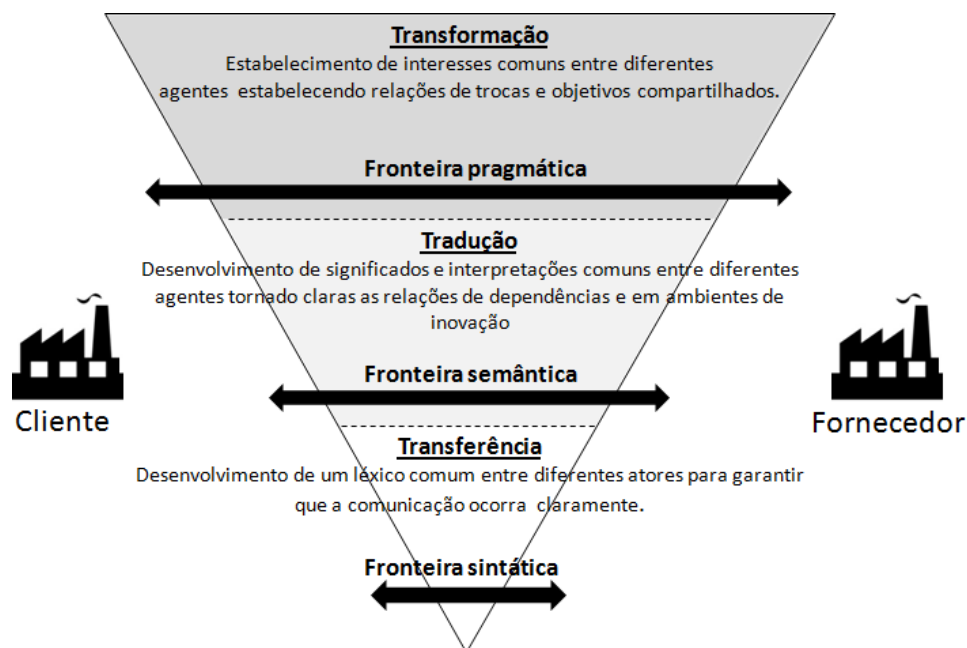 Transformação
Estabelecimento de interesses comuns entre diferentes
agentes estabelecendo relações de trocas e objetivos compartilhados.
Fronteira pragmática
Tradução
Desenvolvimento de significados e interpretações comuns entre diferentes
agentes tornado claras as relações de dependências e em ambientes de
inovação
Fronteira semântica
Cliente
Fornecedor
Transferência
Desenvolvimento de um léxico comum entre diferentes atores para garantir
que a comunicação ocorra claramente.
Fronteira sintática